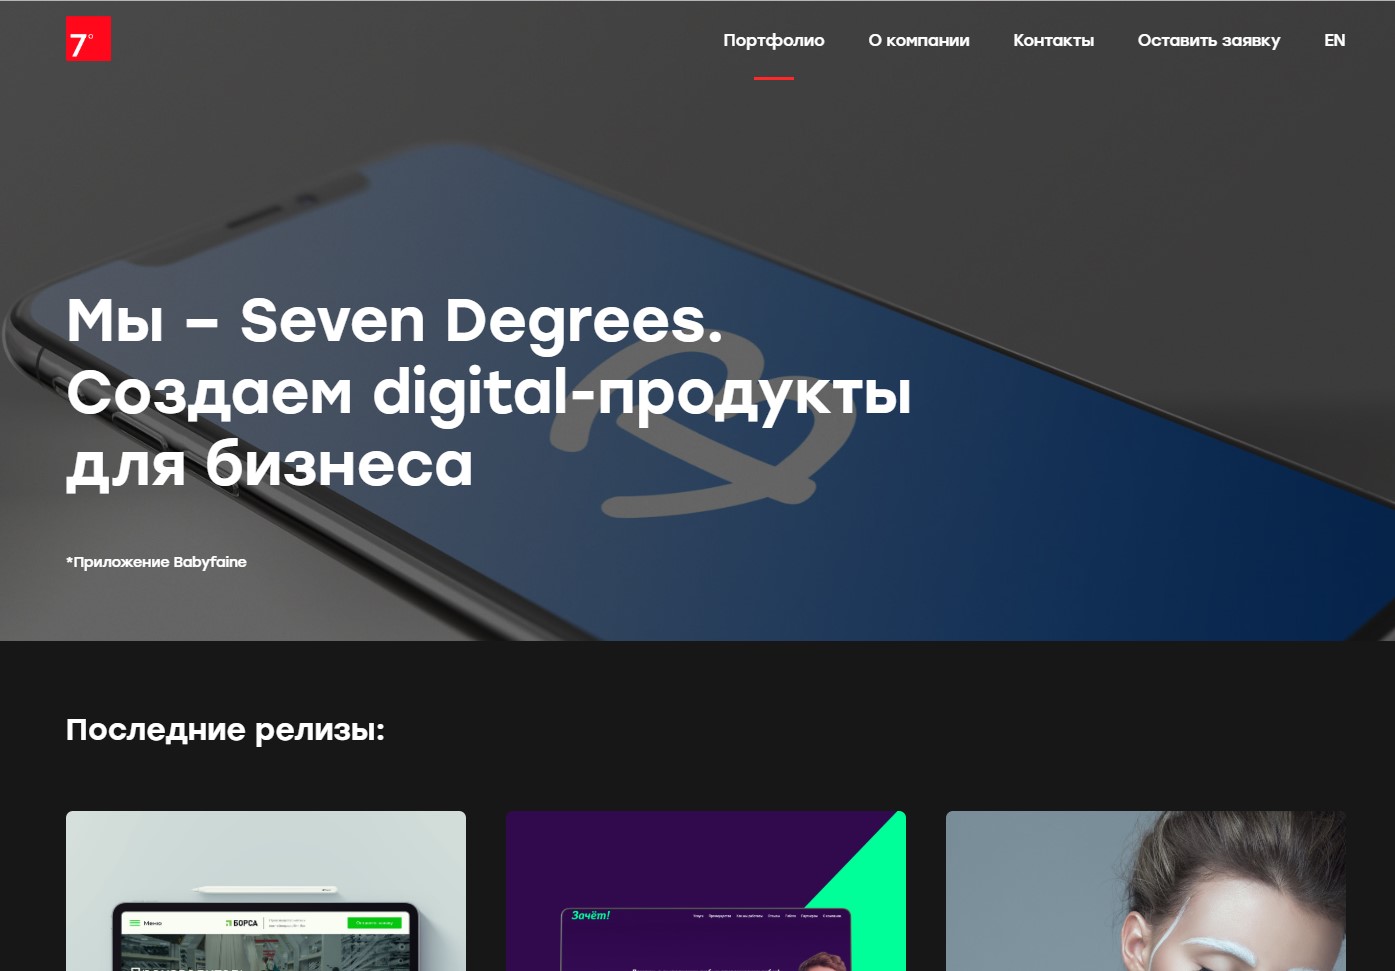 7°
Портфолио
О компании
Контакты
Оставить заявку
EN
Мы – Seven Degrees.
Создаем digital-продукты
для бизнеса
*Приложение Babyfaine
Последние релизы:
Меню
БОРСА
Зачёт!